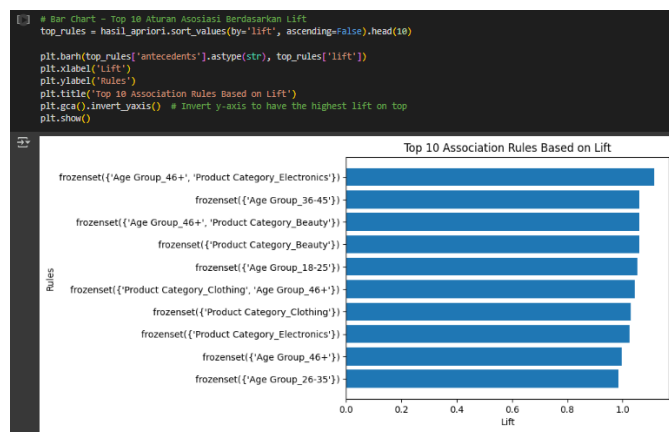 # Bar Chart - Top 10 Aturan Asosiasi Berdasarkan Lift
top_rules = hasil_apriori.sort_values(by='lift', ascending=False).head(10)
plt.barh(top_rules['antecedents'].astype(str), top_rules['lift'])
plt.xlabel('Lift')
plt.ylabel('Rules')
plt.title('Top 10 Association Rules Based on Lift')
plt.gca().invert_yaxis()  # Invert y-axis to have the highest lift on top
plt.show()
Top 10 Association Rules Based on Lift
frozenset({'Age Group_46+', 'Product Category_Electronics'})
frozenset({'Age Group_36-45'})
frozenset({'Age Group_46+', 'Product Category_Beauty'})
frozenset({'Product Category_Beauty'})
frozenset({'Age Group_18-25'})
frozenset({'Product Category_Clothing', 'Age Group_46+'})
frozenset({'Product Category_Clothing'})
frozenset({'Product Category_Electronics'})
frozenset({'Age Group_46+'})
frozenset({'Age Group_26-35'})
Rules
0.0 0.2 0.4 0.6 0.8 1.0
Lift